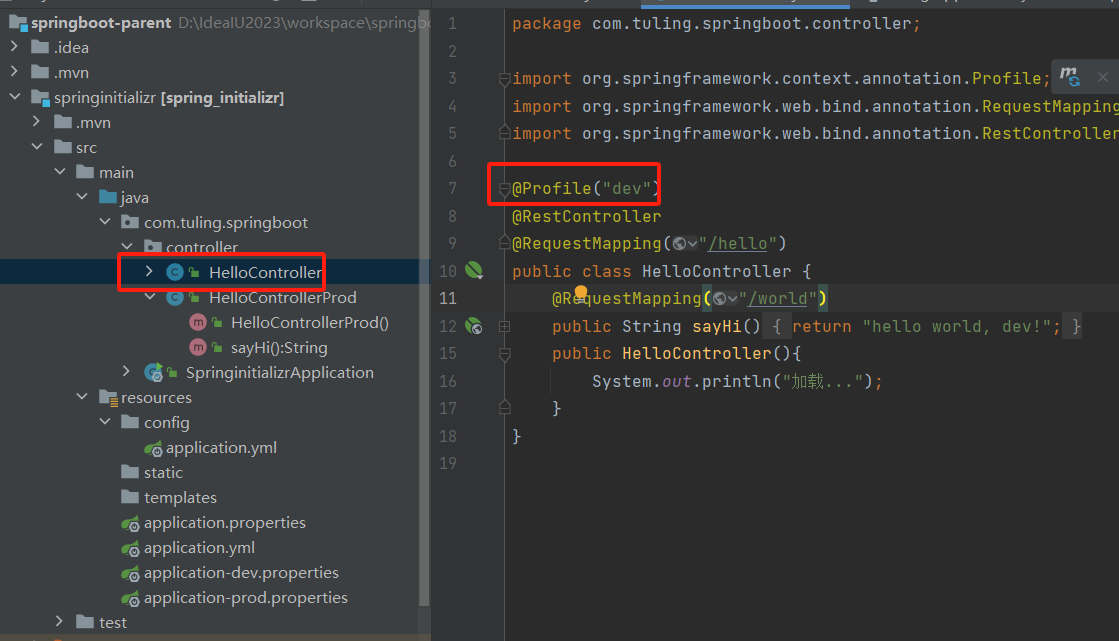 springboot-parent D:\IdeaIU2023\workspace\springbo
.idea
.mvn
springinitializr [spring_initializr]
.mvn
src
main
java
com.tuling.springboot
controller
HelloController
HelloControllerProd
HelloControllerProd()
sayHi():String
SpringinitializrApplication
resources
config
application.yml
static
templates
application.properties
application.yml
application-dev.properties
application-prod.properties
test
1 package com.tuling.springboot.controller;
2
3 import org.springframework.context.annotation.Profile;
4 import org.springframework.web.bind.annotation.RequestMapping
5 import org.springframework.web.bind.annotation.RestController
6
7 @Profile("dev")
8 @RestController
9 @RequestMapping("/hello")
10 public class HelloController {
11 @RequestMapping("/world")
12 public String sayHi() { return "hello world, dev!"; }
15 public HelloController(){
16 System.out.println("加载...");
17 }
18 }
19